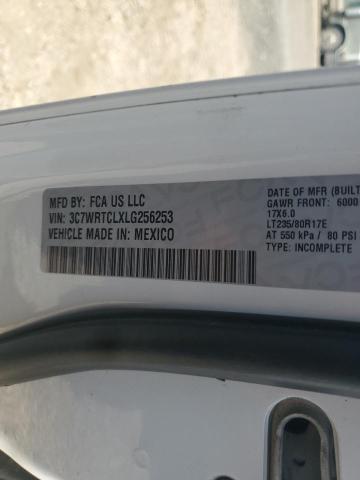 MFD BY: FCA US LLC
VIN: 3C7WRTCLXLG256253
VEHICLE MADE IN: MEXICO
DATE OF MFR (BUILT
GAWR FRONT: 6000
17X6.0
LT235/80R17E
AT 550 kPa / 80 PSI
TYPE: INCOMPLETE